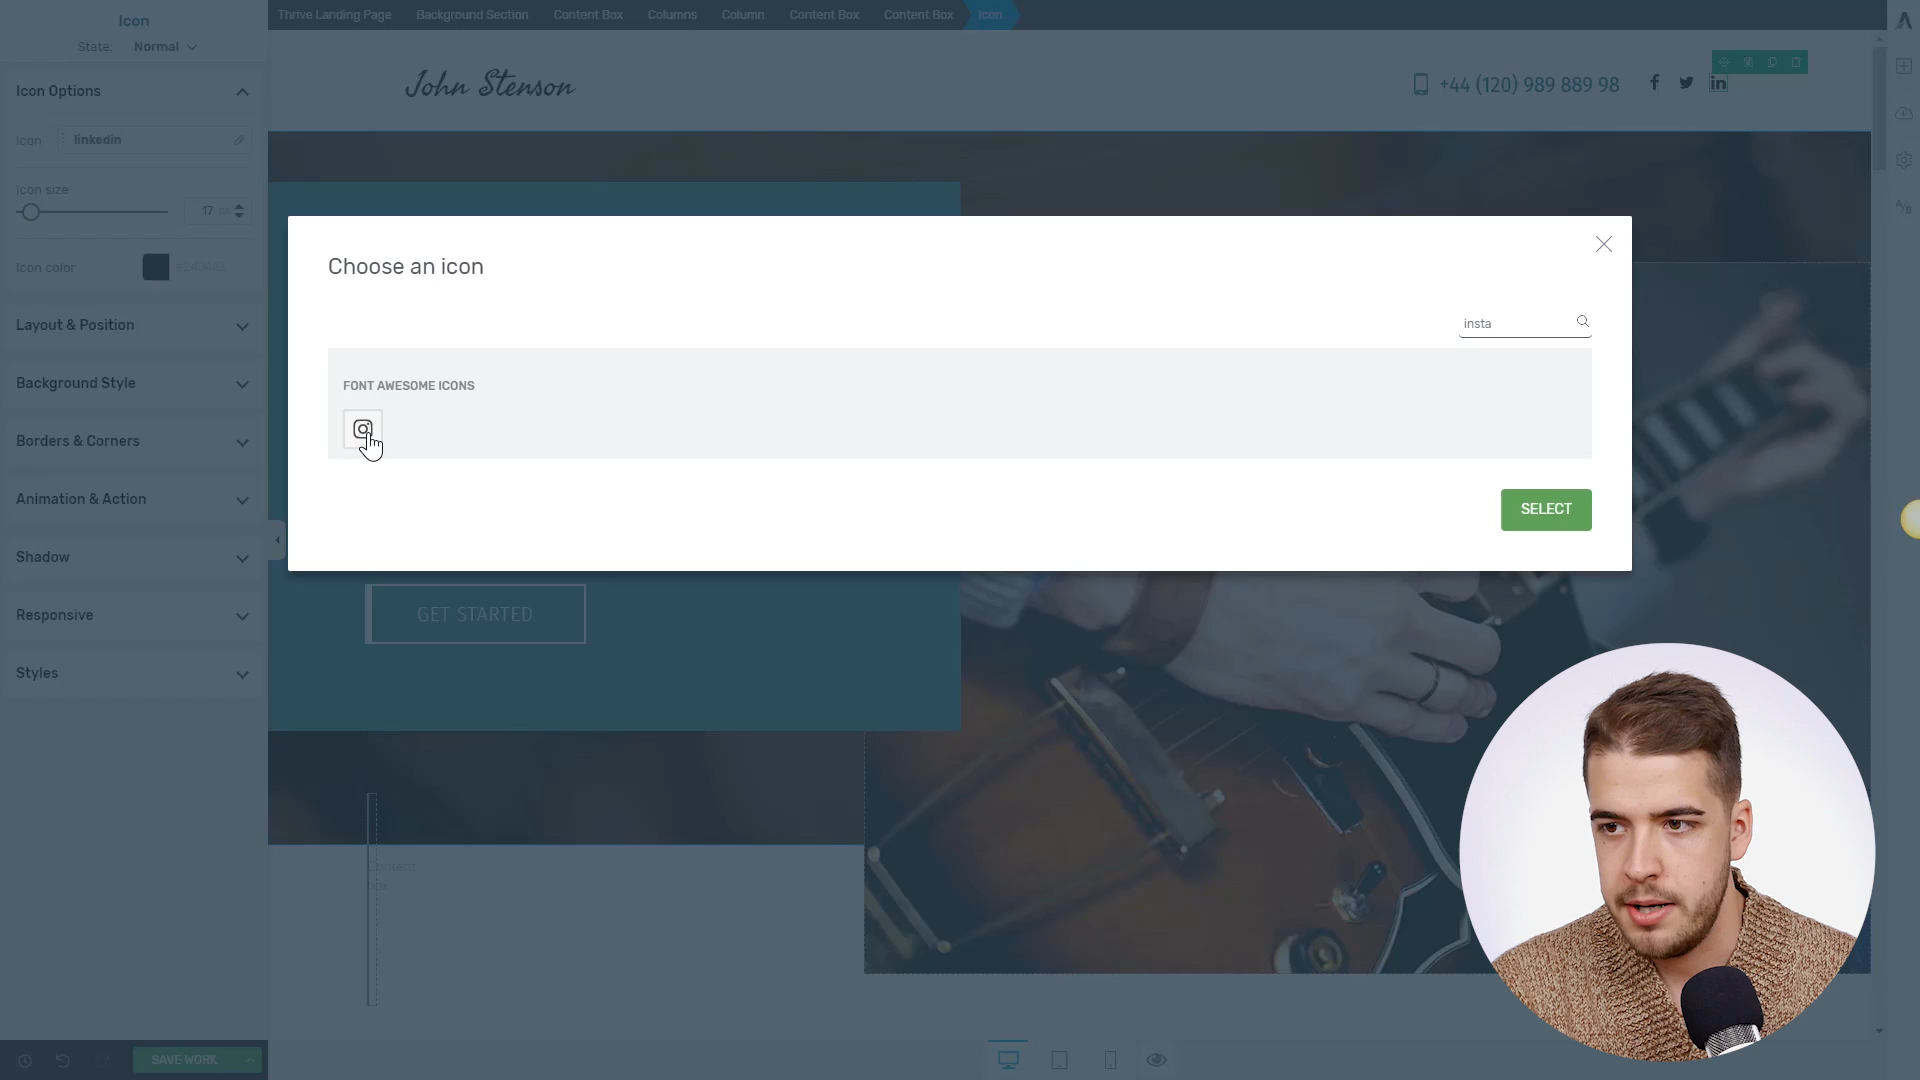 Icon
State: Normal
Thrive Landing Page Background Section Content Box Columns Column Content Box Content Box Icon
Icon Options
Icon linkedin
Icon size
17
Icon color
Layout & Position
Background Style
Borders & Corners
Animation & Action
Shadow
Responsive
Styles
SAVE WORK
John Stenson
+44 (120) 989 889 98
Choose an icon
insta
FONT AWESOME ICONS
SELECT
GET STARTED
Content
box
A/B